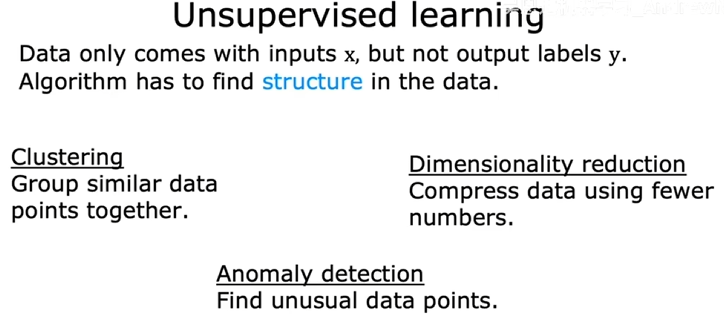 Unsupervised learning
Data only comes with inputs x, but not output labels y.
Algorithm has to find structure in the data.
Clustering
Group similar data
points together.
Dimensionality reduction
Compress data using fewer
numbers.
Anomaly detection
Find unusual data points.